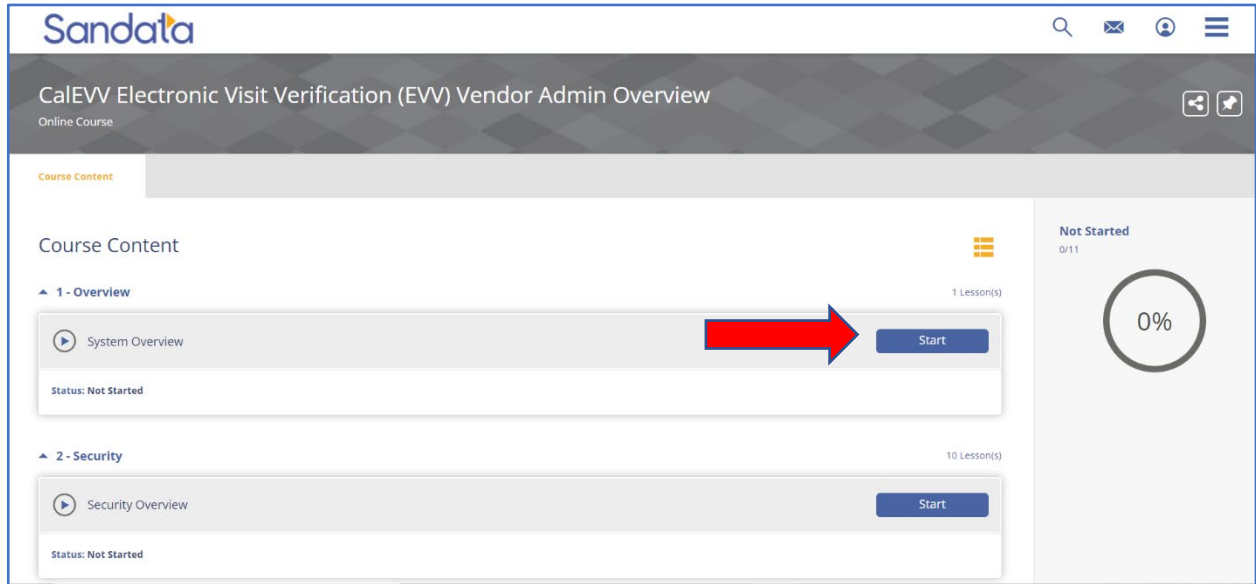 Sandata
CalEVV Electronic Visit Verification (EVV) Vendor Admin Overview
Online Course
Course Content
Course Content
1 - Overview
1 Lesson(s)
System Overview
Start
Status: Not Started
2 - Security
10 Lesson(s)
Security Overview
Start
Status: Not Started
Not Started
0/11
0%